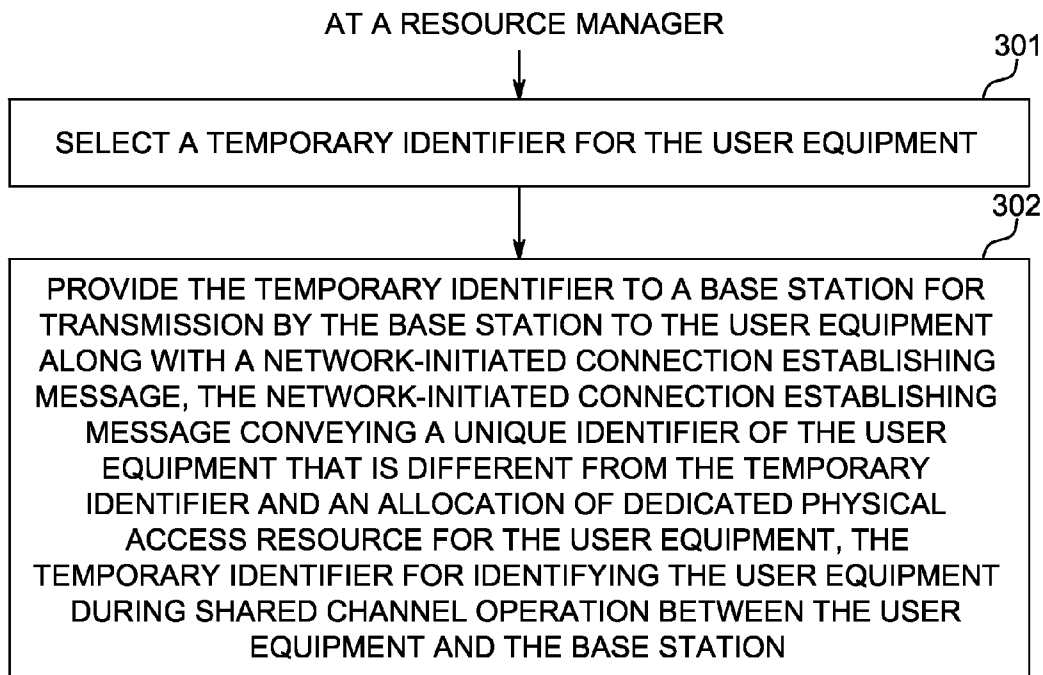 AT A RESOURCE MANAGER
301
SELECT A TEMPORARY IDENTIFIER FOR THE USER EQUIPMENT
302
PROVIDE THE TEMPORARY IDENTIFIER TO A BASE STATION FOR
TRANSMISSION BY THE BASE STATION TO THE USER EQUIPMENT
ALONG WITH A NETWORK-INITIATED CONNECTION ESTABLISHING
MESSAGE, THE NETWORK-INITIATED CONNECTION ESTABLISHING
MESSAGE CONVEYING A UNIQUE IDENTIFIER OF THE USER
EQUIPMENT THAT IS DIFFERENT FROM THE TEMPORARY
IDENTIFIER AND AN ALLOCATION OF DEDICATED PHYSICAL
ACCESS RESOURCE FOR THE USER EQUIPMENT, THE
TEMPORARY IDENTIFIER FOR IDENTIFYING THE USER EQUIPMENT
DURING SHARED CHANNEL OPERATION BETWEEN THE USER
EQUIPMENT AND THE BASE STATION